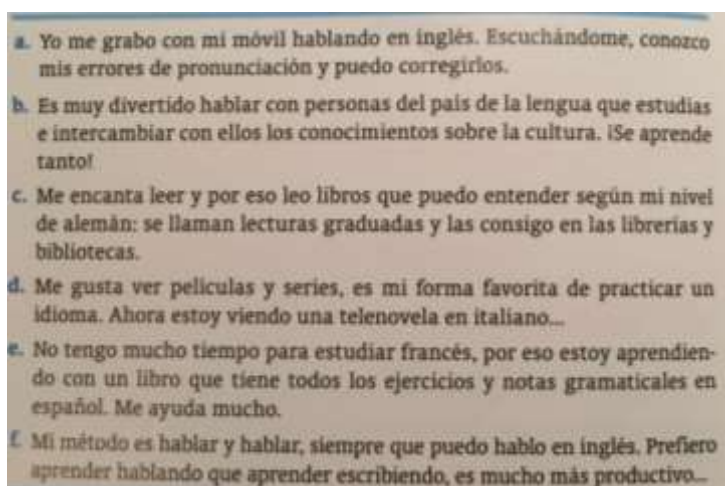 a. Yo me grabo con mi móvil hablando en inglés. Escuchándome, conozco
mis errores de pronunciación y puedo corregirlos.
b. Es muy divertido hablar con personas del país de la lengua que estudias
e intercambiar con ellos los conocimientos sobre la cultura. ¡Se aprende
tanto!
c. Me encanta leer y por eso leo libros que puedo entender según mi nivel
de alemán: se llaman lecturas graduadas y las consigo en las librerías y
bibliotecas.
d. Me gusta ver películas y series, es mi forma favorita de practicar un
idioma. Ahora estoy viendo una telenovela en italiano...
e. No tengo mucho tiempo para estudiar francés, por eso estoy aprendien-
do con un libro que tiene todos los ejercicios y notas gramaticales en
español. Me ayuda mucho.
f. Mi método es hablar y hablar, siempre que puedo hablo en inglés. Prefiero
aprender hablando que aprender escribiendo, es mucho más productivo...